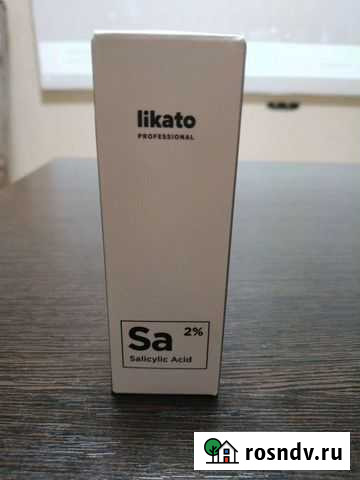 likato
PROFESSIONAL
Sa 2%
Salicylic Acid
rosndv.ru